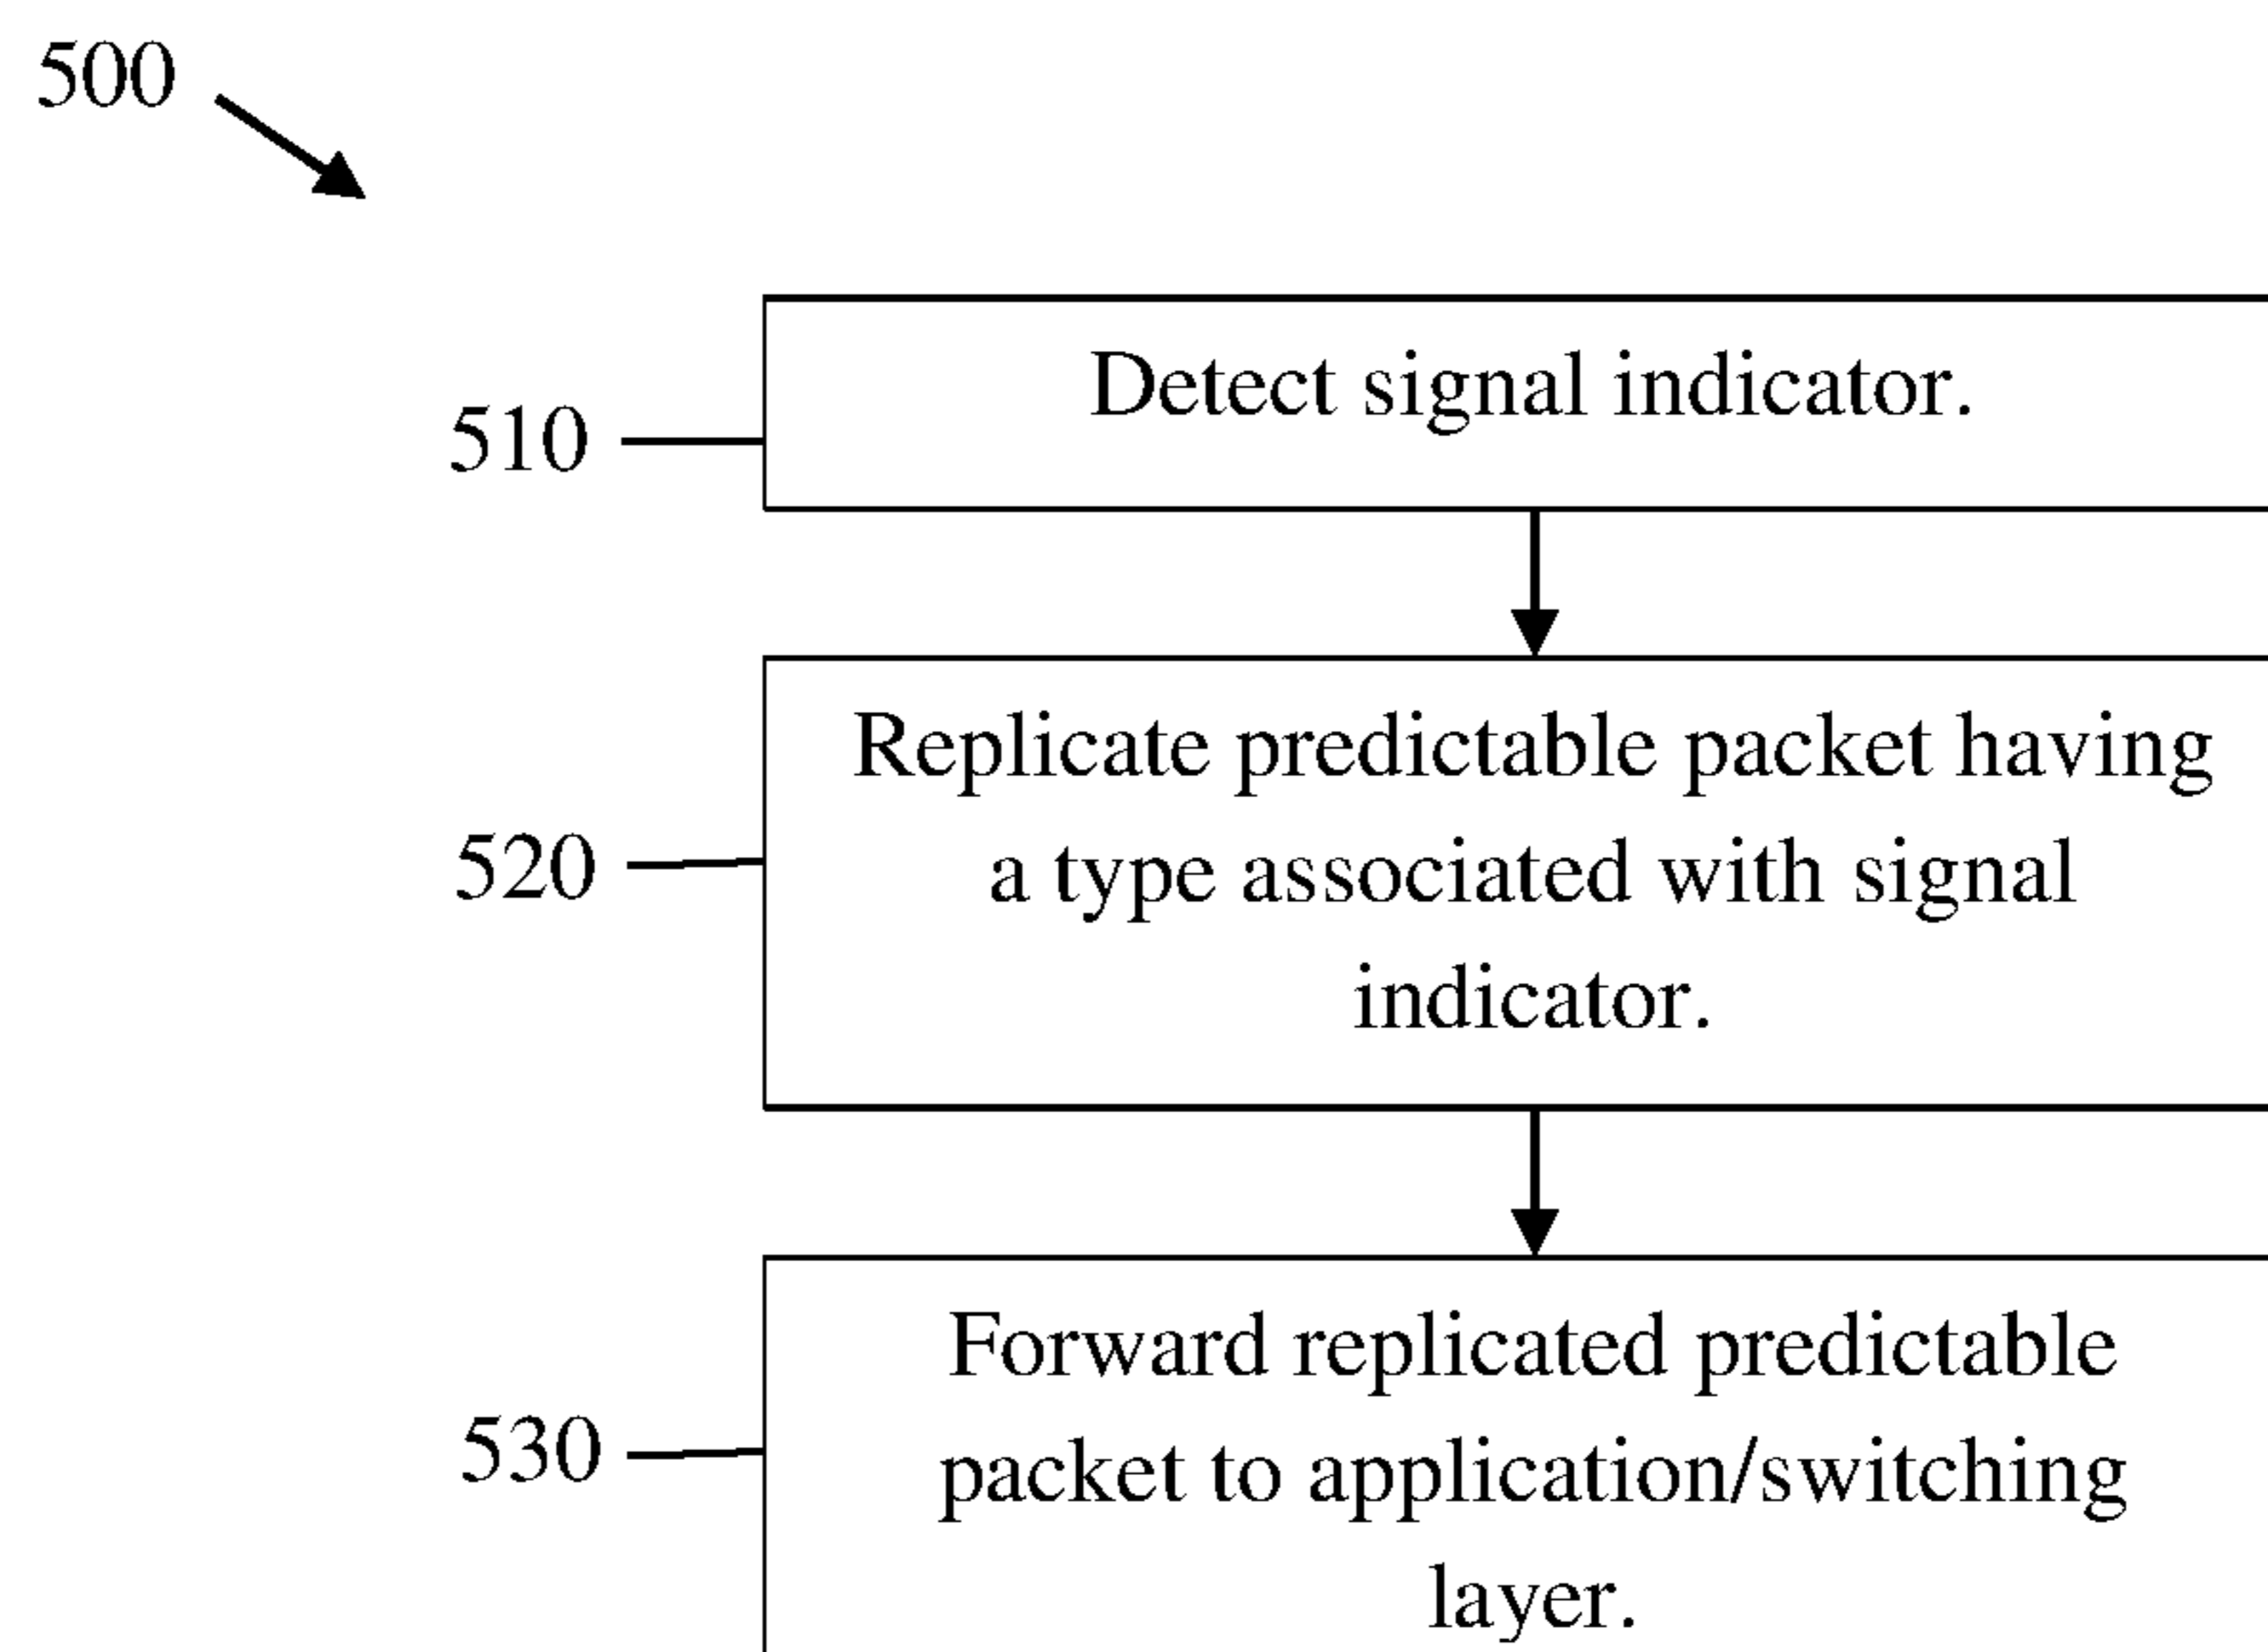 500
510
Detect signal indicator.
520
Replicate predictable packet having
a type associated with signal
indicator.
530
Forward replicated predictable
packet to application/switching
layer.